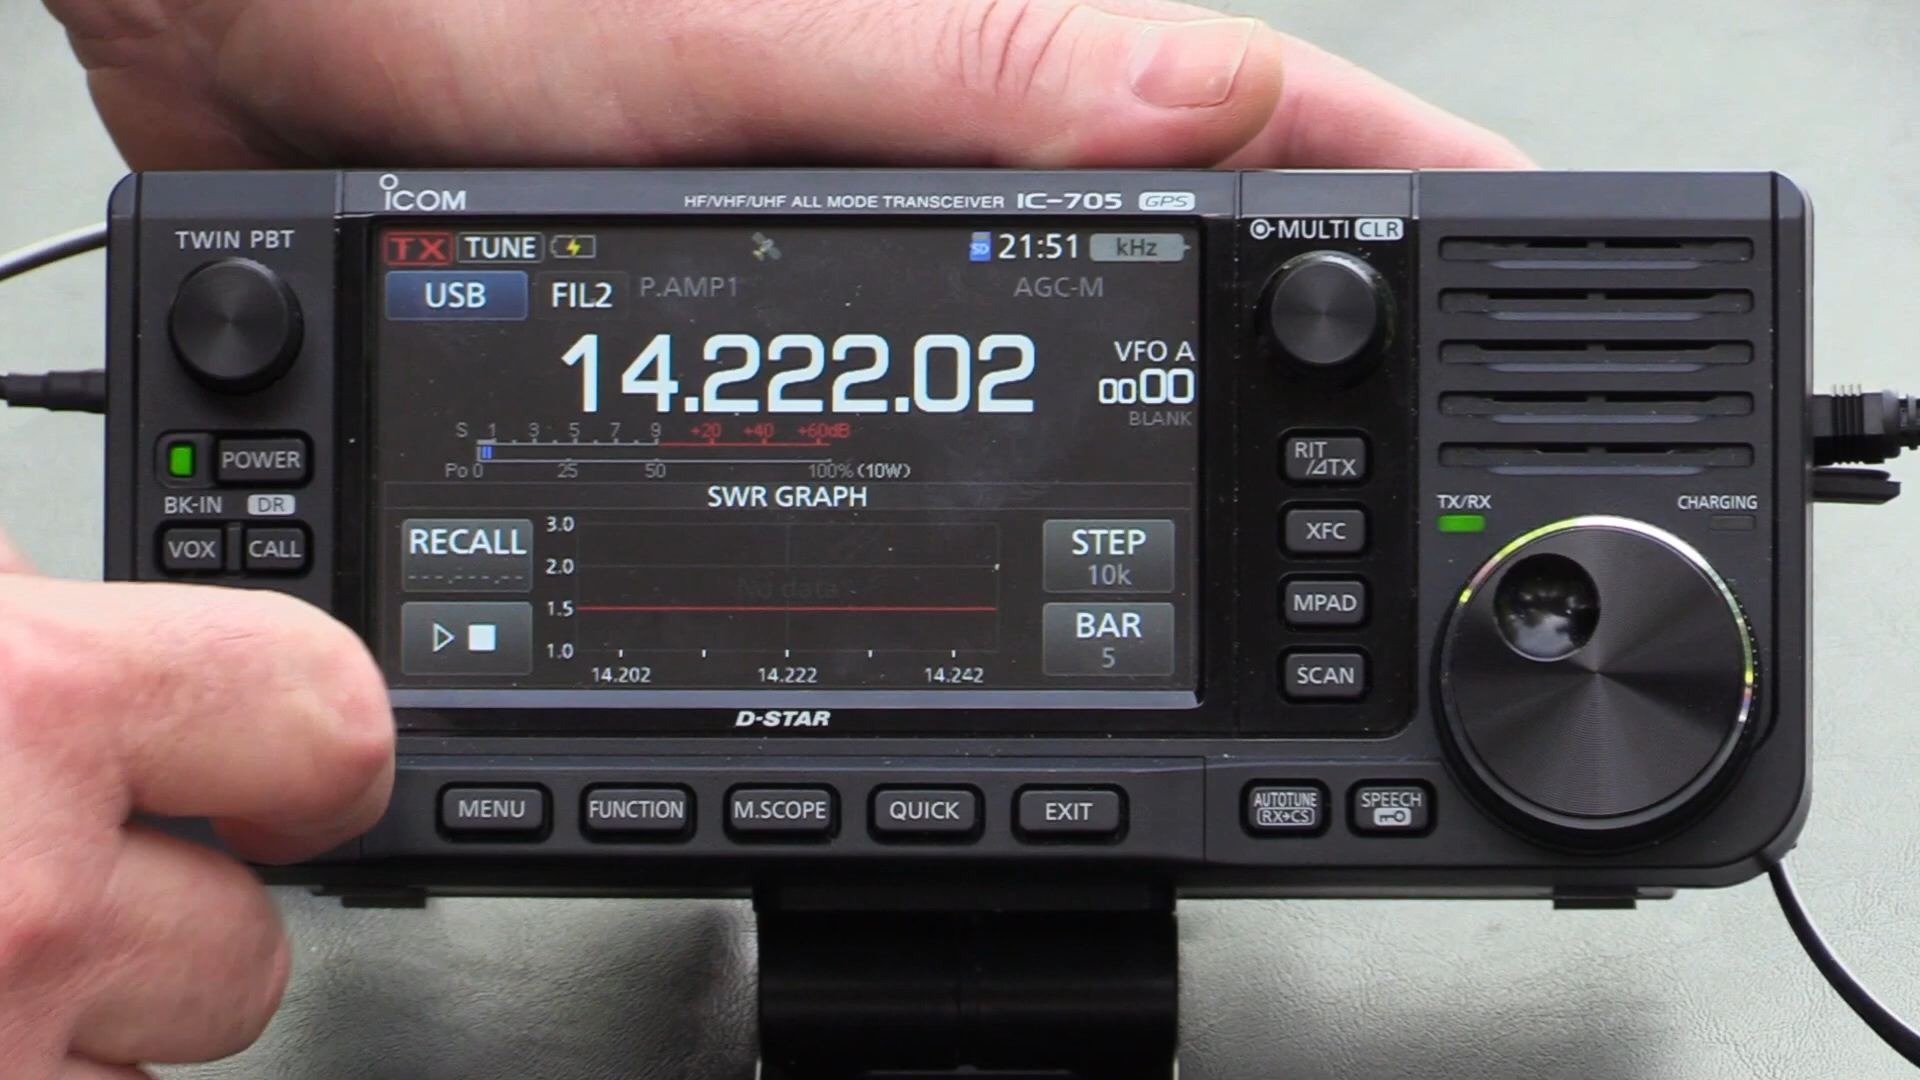 ICOM
HF/VHF/UHF ALL MODE TRANSCEIVER IC-705 GPS
TWIN PBT
MULTI CLR
TX TUNE SD 21:51 kHz
USB FIL2 P.AMP1 AGC-M
14.222.02
VFO A
0000
BLANK
S 1 3 5 7 9 +20 +40 +60dB
Po 0 25 50 100% (10W)
SWR GRAPH
RECALL
--.---.--
3.0
2.0
No data
1.5
1.0
14.202 14.222 14.242
STEP
10k
BAR
5
D-STAR
POWER
BK-IN DR
VOX CALL
RIT
/⊿TX
XFC
MPAD
SCAN
TX/RX CHARGING
MENU FUNCTION M.SCOPE QUICK EXIT
AUTOTUNE
RX→CS
SPEECH